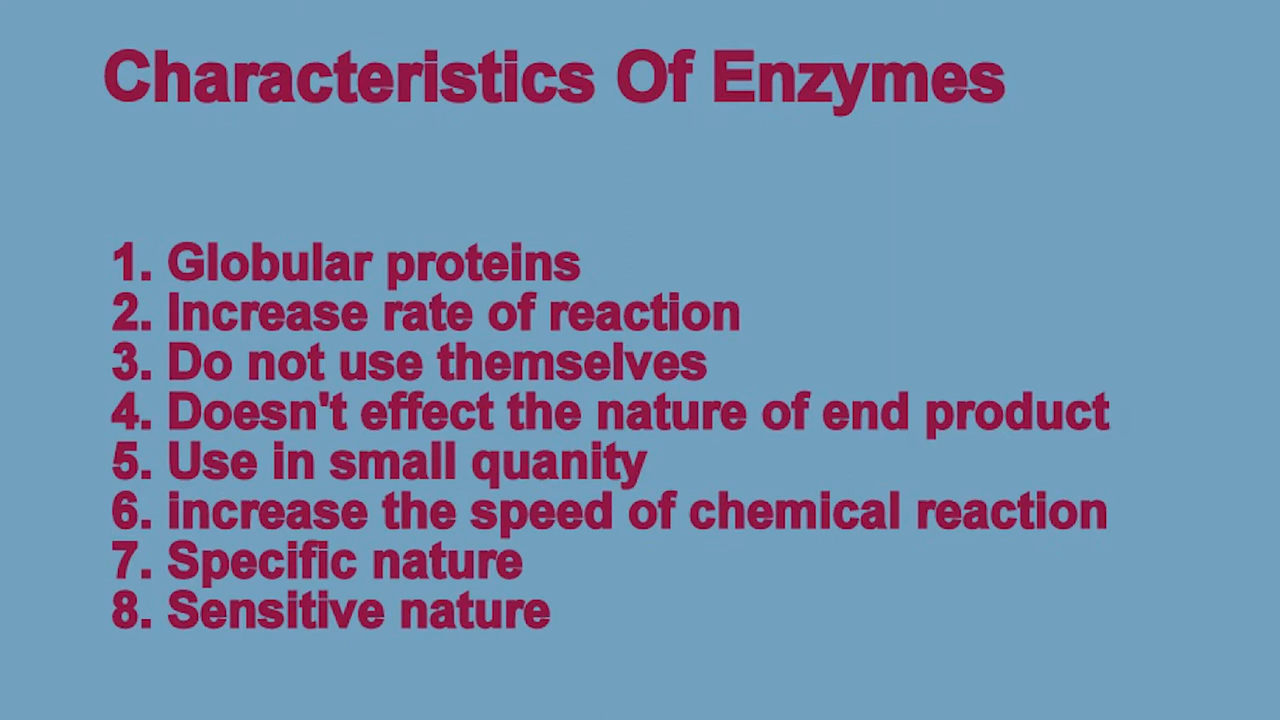 Characteristics Of Enzymes
1. Globular proteins
2. Increase rate of reaction
3. Do not use themselves
4. Doesn't effect the nature of end product
5. Use in small quanity
6. increase the speed of chemical reaction
7. Specific nature
8. Sensitive nature